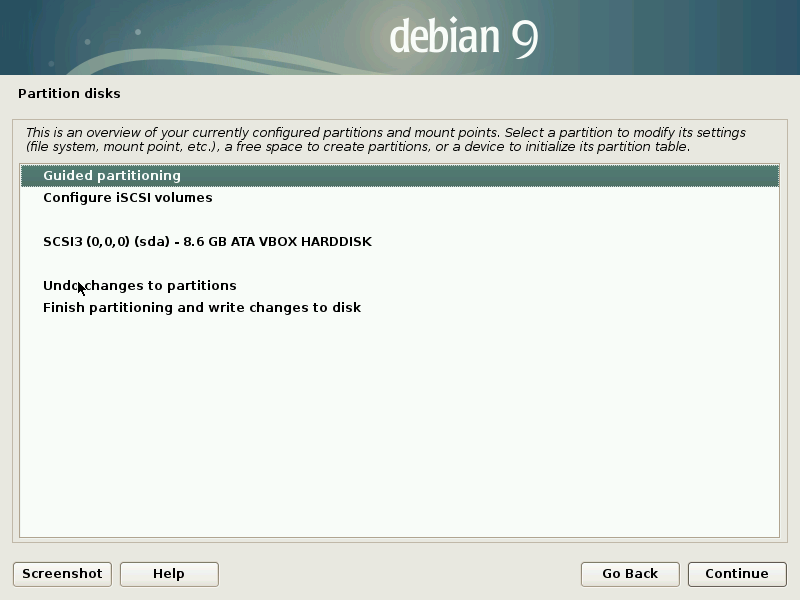 debian 9
Partition disks
This is an overview of your currently configured partitions and mount points. Select a partition to modify its settings
(file system, mount point, etc.), a free space to create partitions, or a device to initialize its partition table.
Guided partitioning
Configure iSCSI volumes
SCSI3 (0,0,0) (sda) - 8.6 GB ATA VBOX HARDDISK
Undo changes to partitions
Finish partitioning and write changes to disk
Screenshot
Help
Go Back
Continue